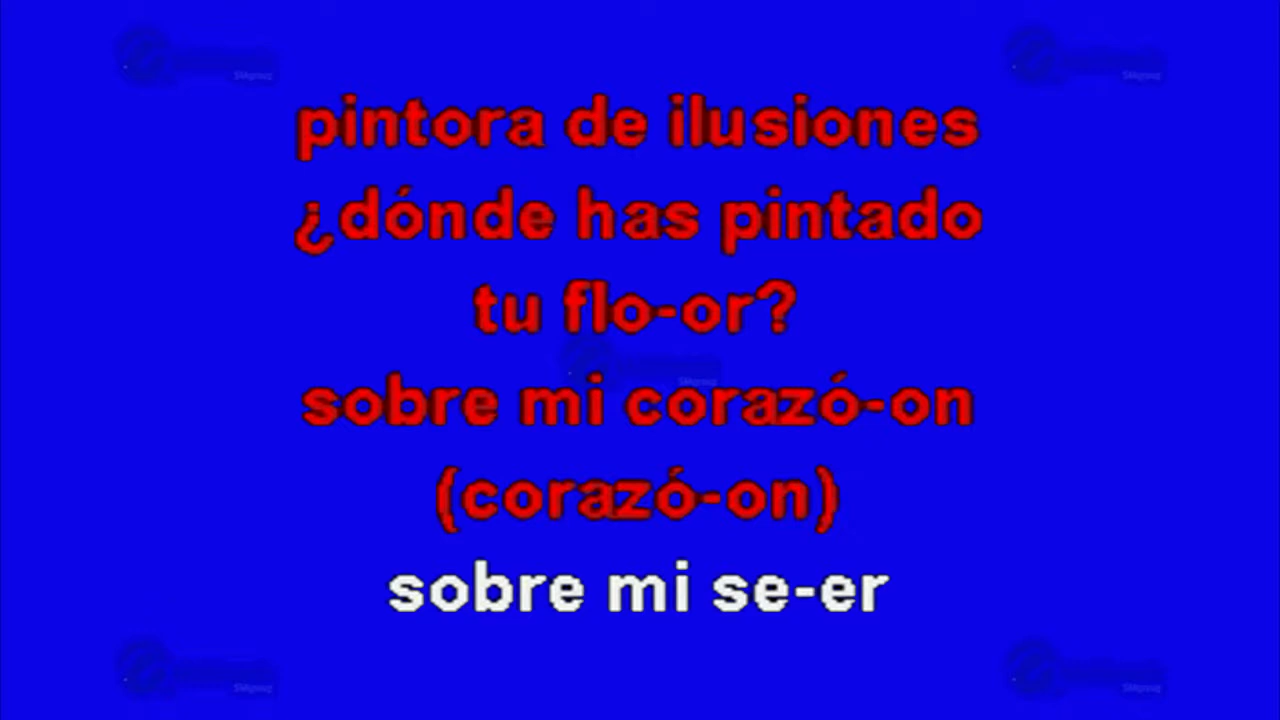 pintora de ilusiones
¿dónde has pintado
tu flo-or?
sobre mi corazó-on
(corazó-on)
sobre mi se-er